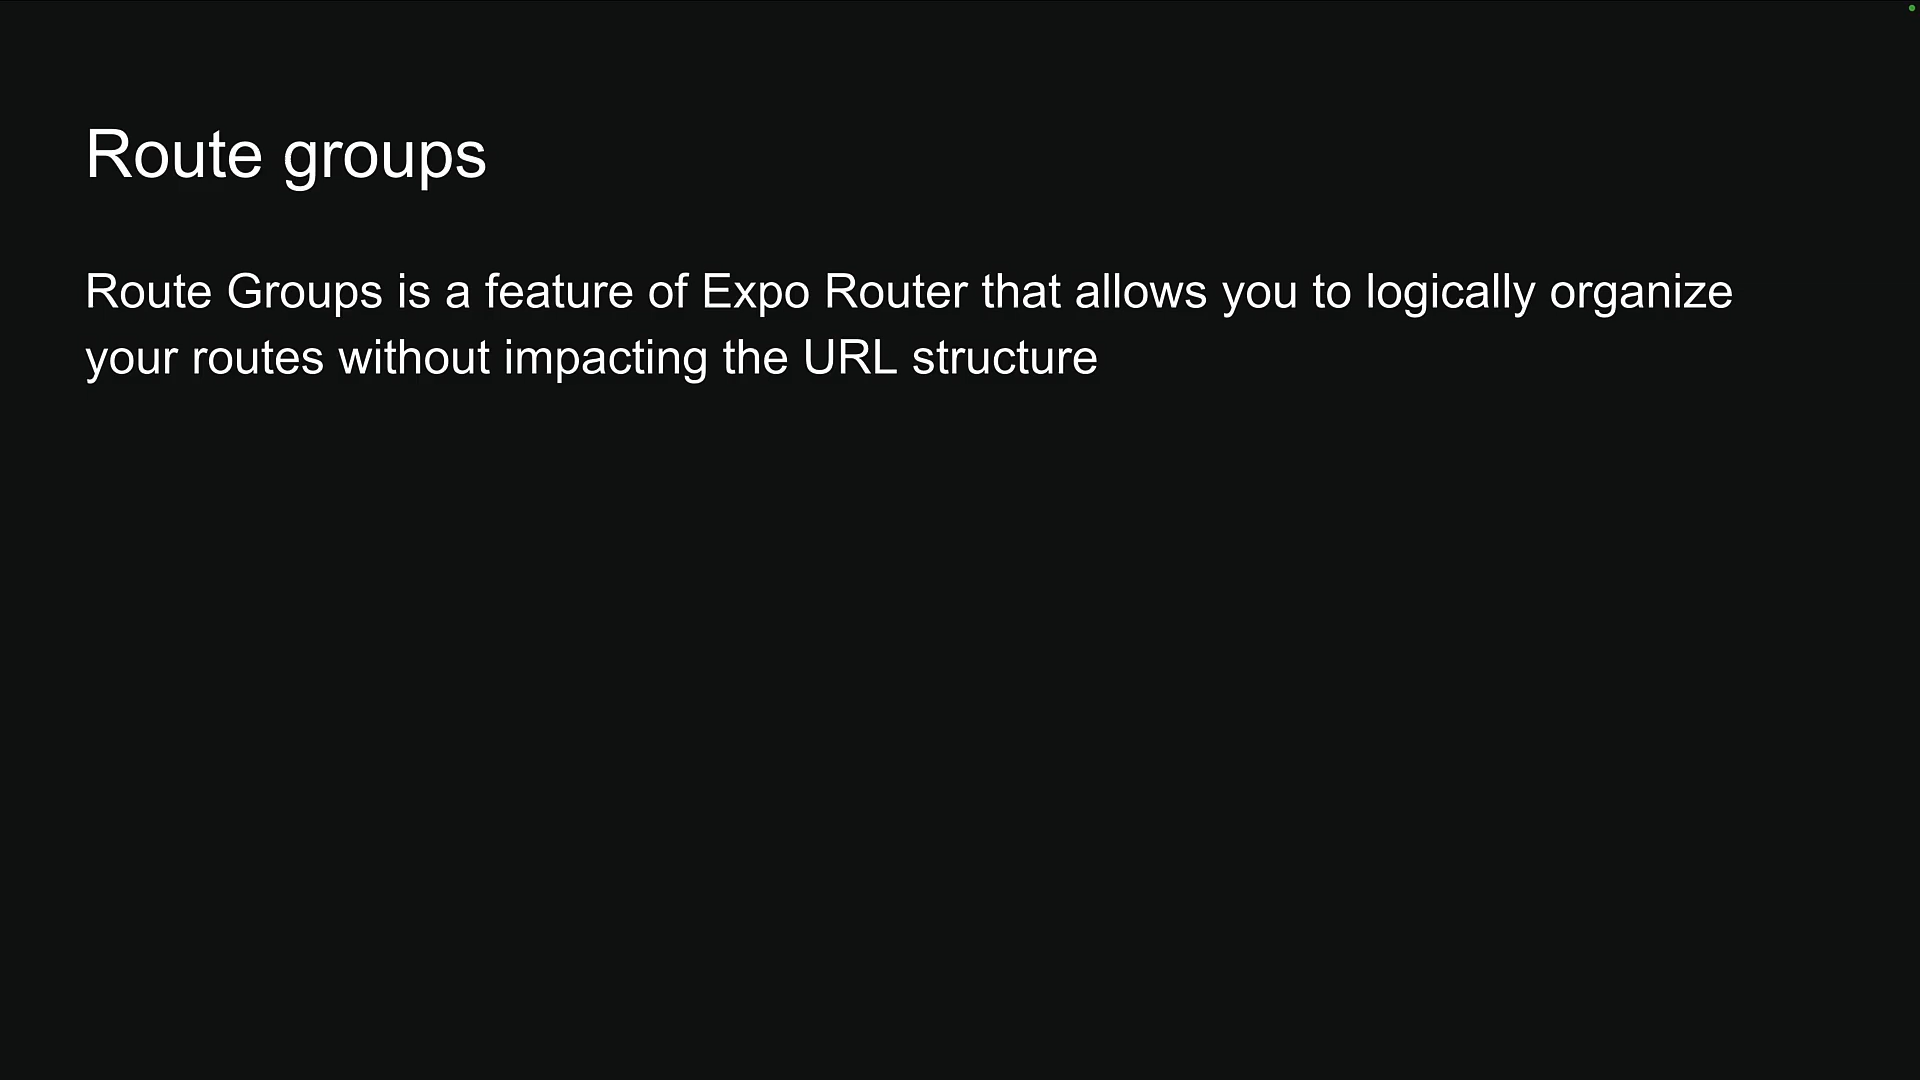 Route groups
Route Groups is a feature of Expo Router that allows you to logically organize
your routes without impacting the URL structure